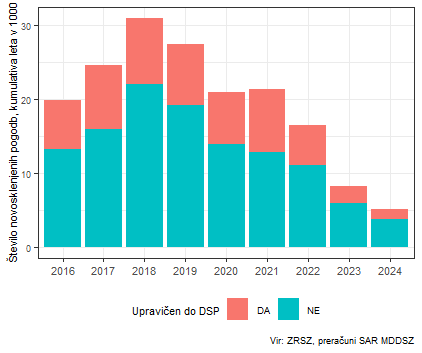 Število novosklenjenih pogodb, kumulativa leta v 1000
30
20
10
0
2016 2017 2018 2019 2020 2021 2022 2023 2024
Upravičen do DSP DA NE
Vir: ZRSZ, preračuni SAR MDDSZ